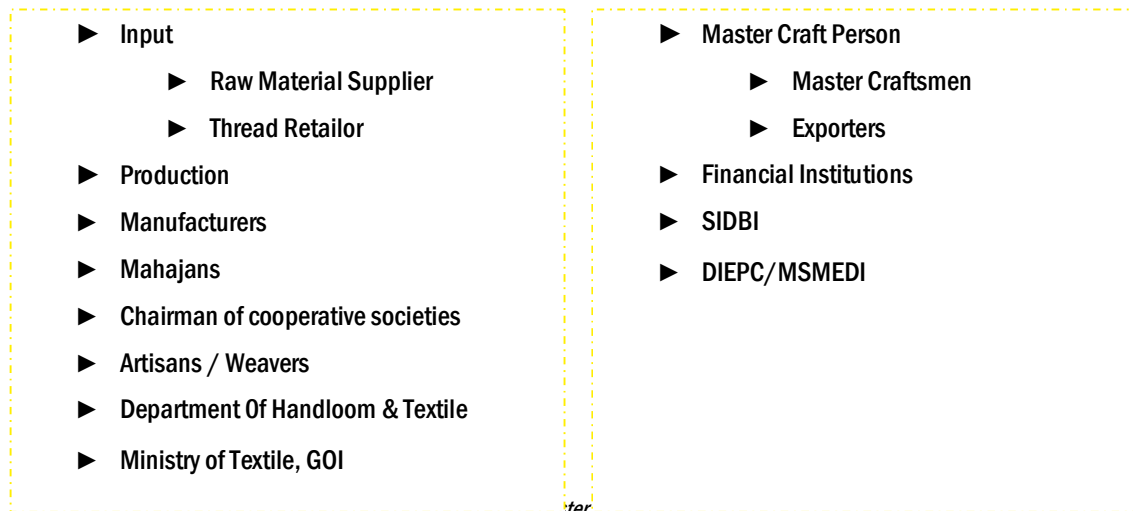 ► Input
► Raw Material Supplier
► Thread Retailor
► Production
► Manufacturers
► Mahajans
► Chairman of cooperative societies
► Artisans / Weavers
► Department Of Handloom & Textile
► Ministry of Textile, GOI
► Master Craft Person
► Master Craftsmen
► Exporters
► Financial Institutions
► SIDBI
► DIEPC/MSMEDI